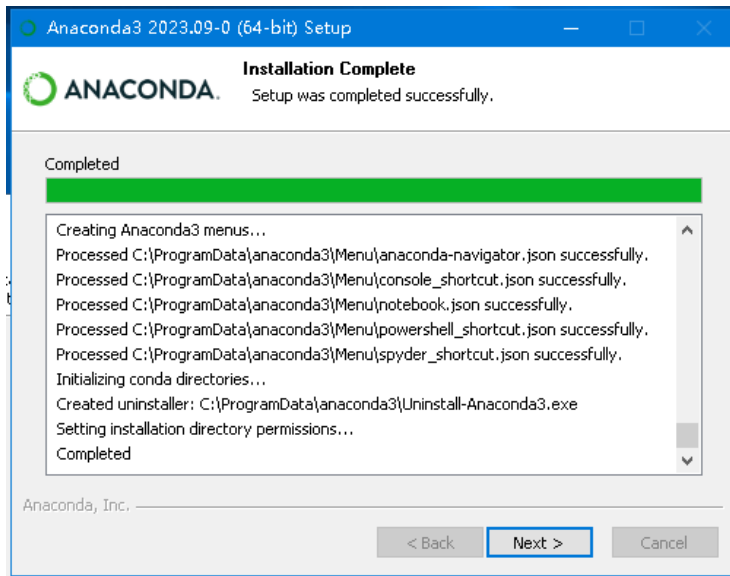 Anaconda3 2023.09-0 (64-bit) Setup
ANACONDA.
Installation Complete
Setup was completed successfully.
Completed
Creating Anaconda3 menus...
Processed C:\ProgramData\anaconda3\Menu\anaconda-navigator.json successfully.
Processed C:\ProgramData\anaconda3\Menu\console_shortcut.json successfully.
Processed C:\ProgramData\anaconda3\Menu\notebook.json successfully.
Processed C:\ProgramData\anaconda3\Menu\powershell_shortcut.json successfully.
Processed C:\ProgramData\anaconda3\Menu\spyder_shortcut.json successfully.
Initializing conda directories...
Created uninstaller: C:\ProgramData\anaconda3\Uninstall-Anaconda3.exe
Setting installation directory permissions...
Completed
Anaconda, Inc.
< Back Next > Cancel